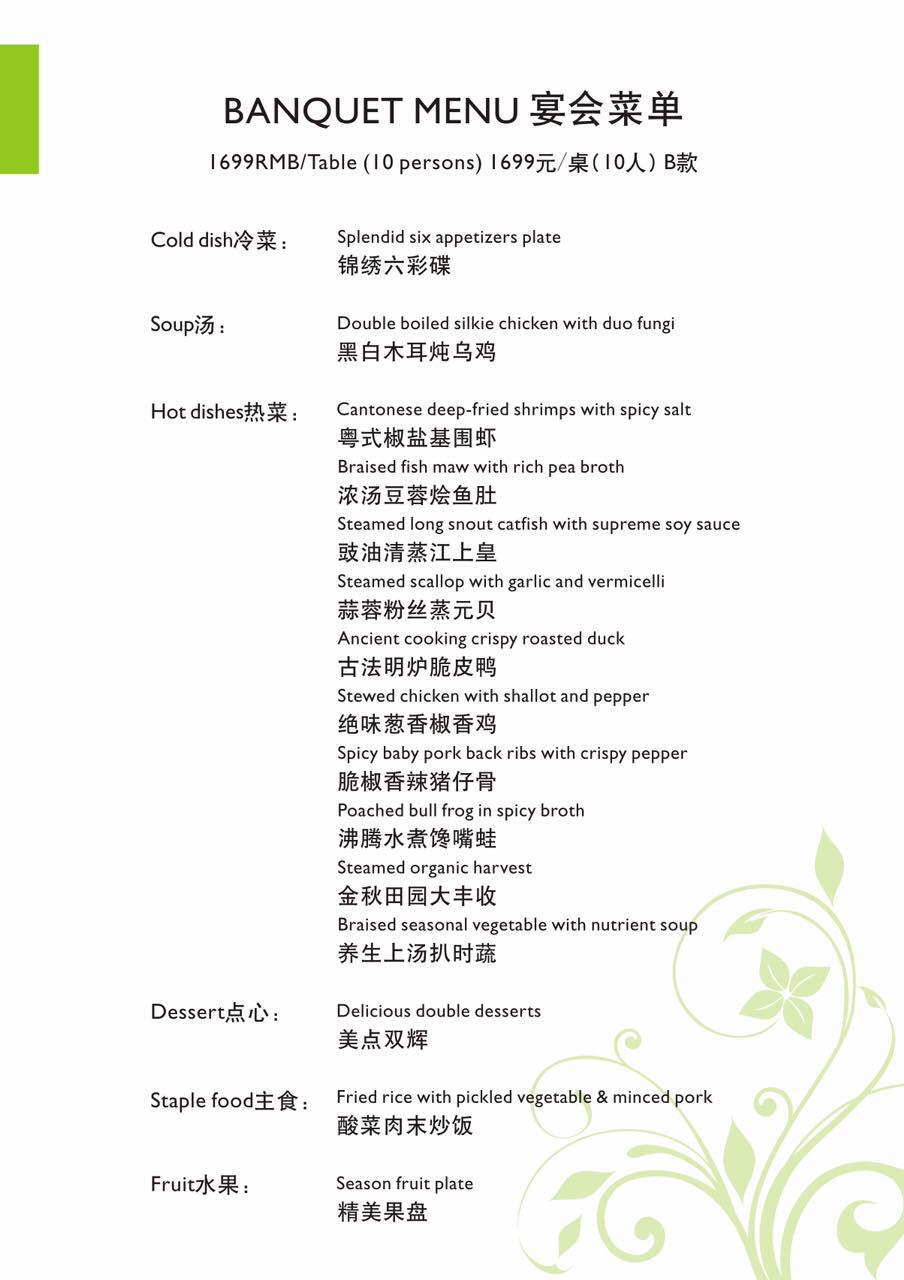 BANQUET MENU 宴会菜单
1699RMB/Table (10 persons) 1699元/桌(10人) B款
Cold dish冷菜: Splendid six appetizers plate
锦绣六彩碟
Soup汤: Double boiled silkie chicken with duo fungi
黑白木耳炖乌鸡
Hot dishes热菜: Cantonese deep-fried shrimps with spicy salt
粤式椒盐基围虾
Braised fish maw with rich pea broth
浓汤豆蓉烩鱼肚
Steamed long snout catfish with supreme soy sauce
豉油清蒸江上皇
Steamed scallop with garlic and vermicelli
蒜蓉粉丝蒸元贝
Ancient cooking crispy roasted duck
古法明炉脆皮鸭
Stewed chicken with shallot and pepper
绝味葱香椒香鸡
Spicy baby pork back ribs with crispy pepper
脆椒香辣猪仔骨
Poached bull frog in spicy broth
沸腾水煮馋嘴蛙
Steamed organic harvest
金秋田园大丰收
Braised seasonal vegetable with nutrient soup
养生上汤扒时蔬
Dessert点心: Delicious double desserts
美点双辉
Staple food主食: Fried rice with pickled vegetable & minced pork
酸菜肉末炒饭
Fruit水果: Season fruit plate
精美果盘